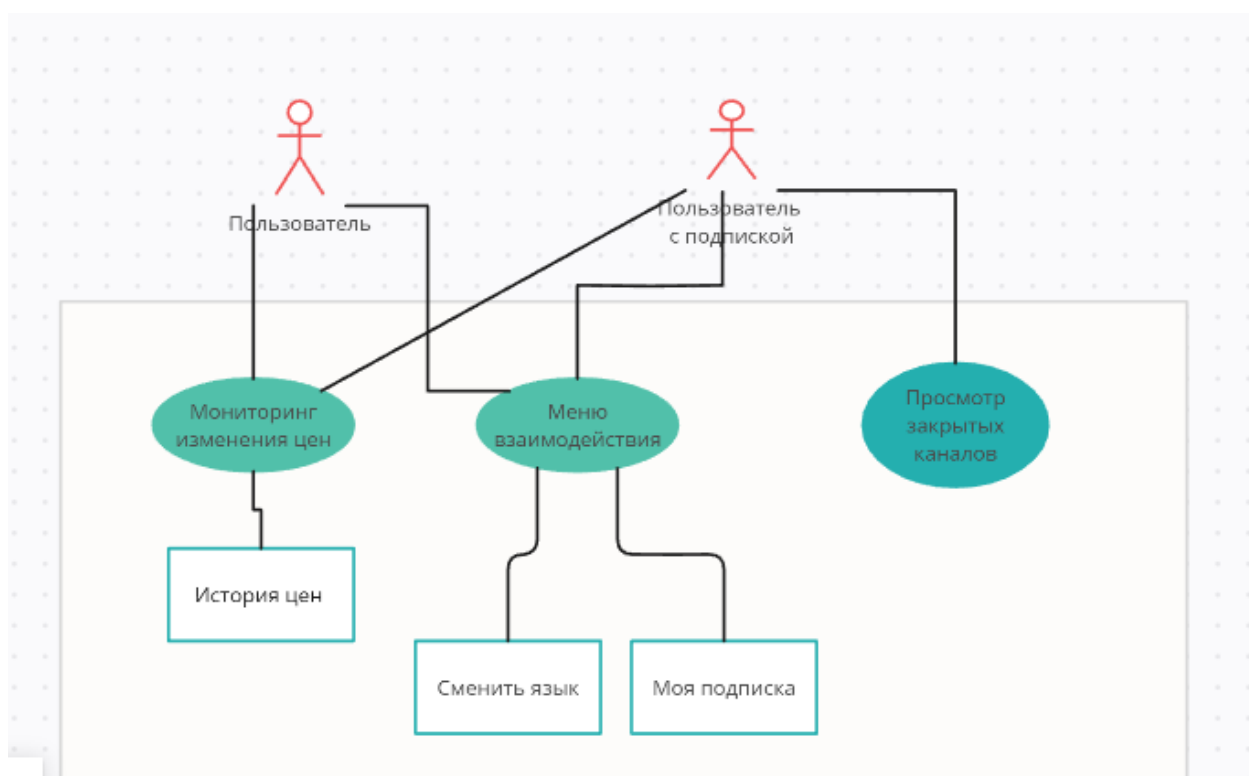 Пользователь
Пользователь
с подпиской
Мониторинг
изменения цен
Меню
взаимодействия
Просмотр
закрытых
каналов
История цен
Сменить язык
Моя подписка